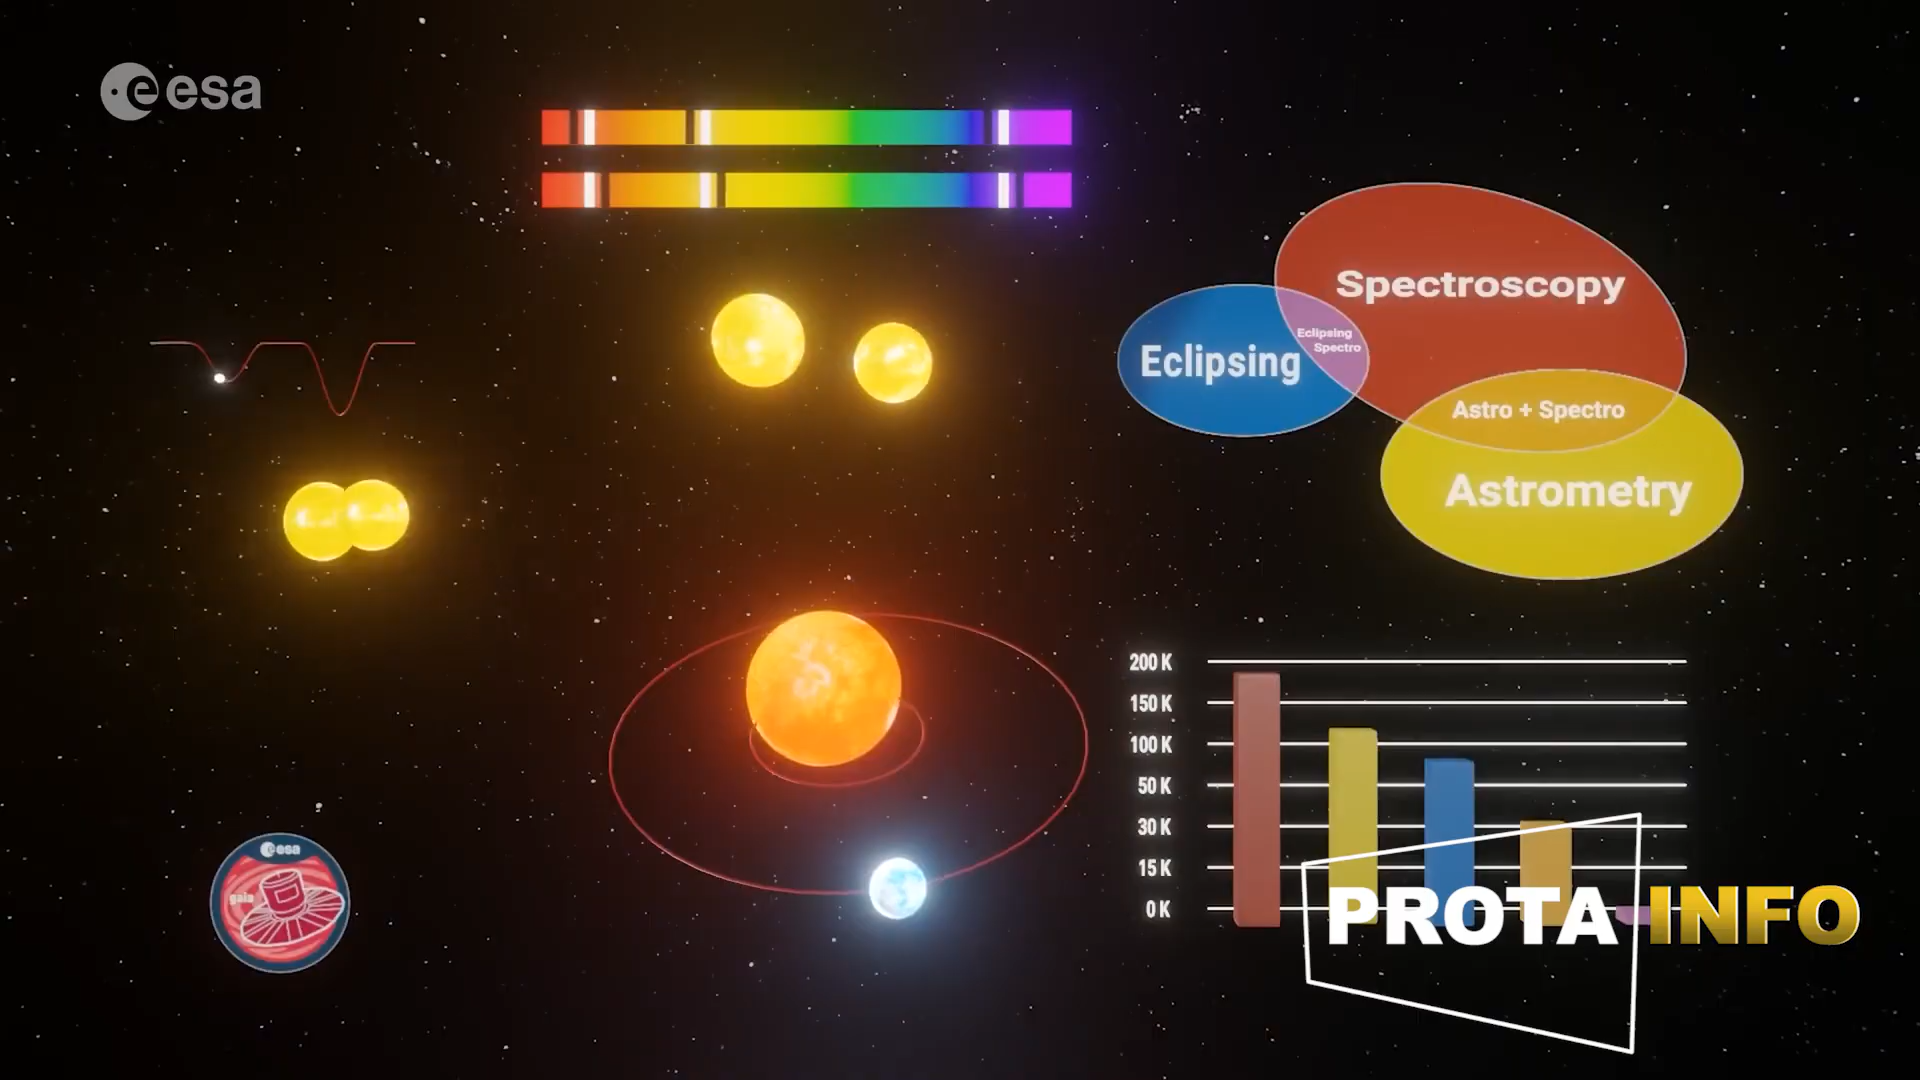 esa
Spectroscopy
Eclipsing
Spectro
Eclipsing
Astro + Spectro
Astrometry
200 K
150 K
100 K
50 K
30 K
15 K
0 K
esa
gaia
PROTA INFO